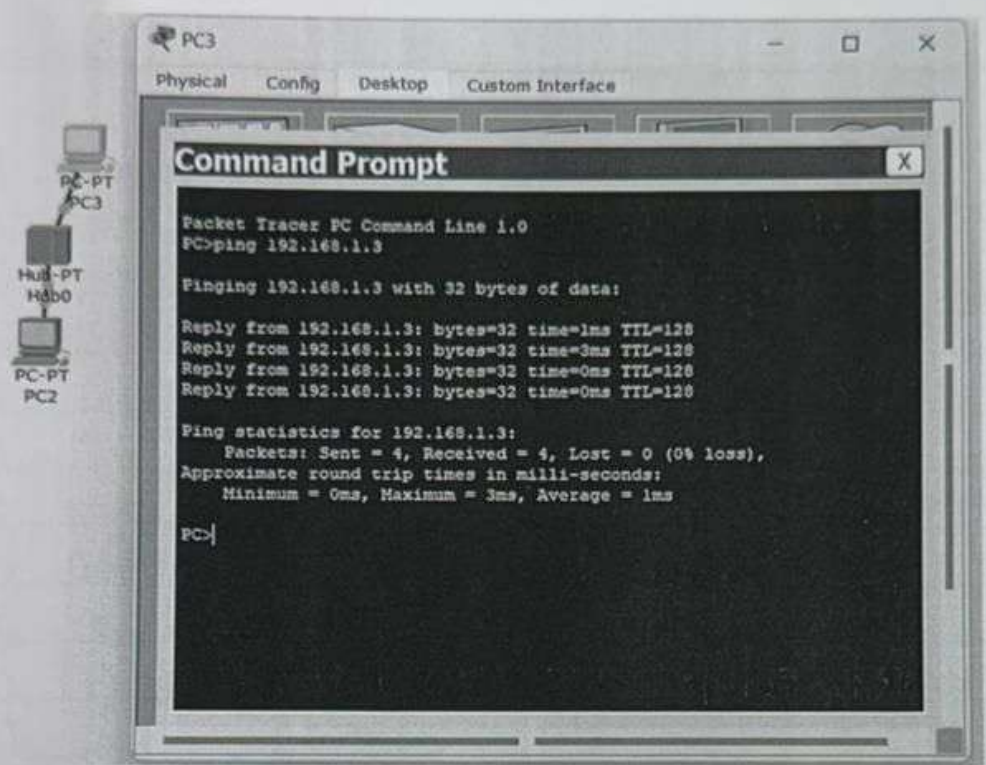 PC3
Physical Config Desktop Custom Interface
Command Prompt
X
Packet Tracer PC Command Line 1.0
PC>ping 192.168.1.3
Pinging 192.168.1.3 with 32 bytes of data:
Reply from 192.168.1.3: bytes=32 time=1ms TTL=128
Reply from 192.168.1.3: bytes=32 time=3ms TTL=128
Reply from 192.168.1.3: bytes=32 time=0ms TTL=128
Reply from 192.168.1.3: bytes=32 time=0ms TTL=128
Ping statistics for 192.168.1.3:
Packets: Sent = 4, Received = 4, Lost = 0 (0% loss),
Approximate round trip times in milli-seconds:
Minimum = 0ms, Maximum = 3ms, Average = 1ms
PC>
PC-PT
PC3
Hub-PT
Hub0
PC-PT
PC2